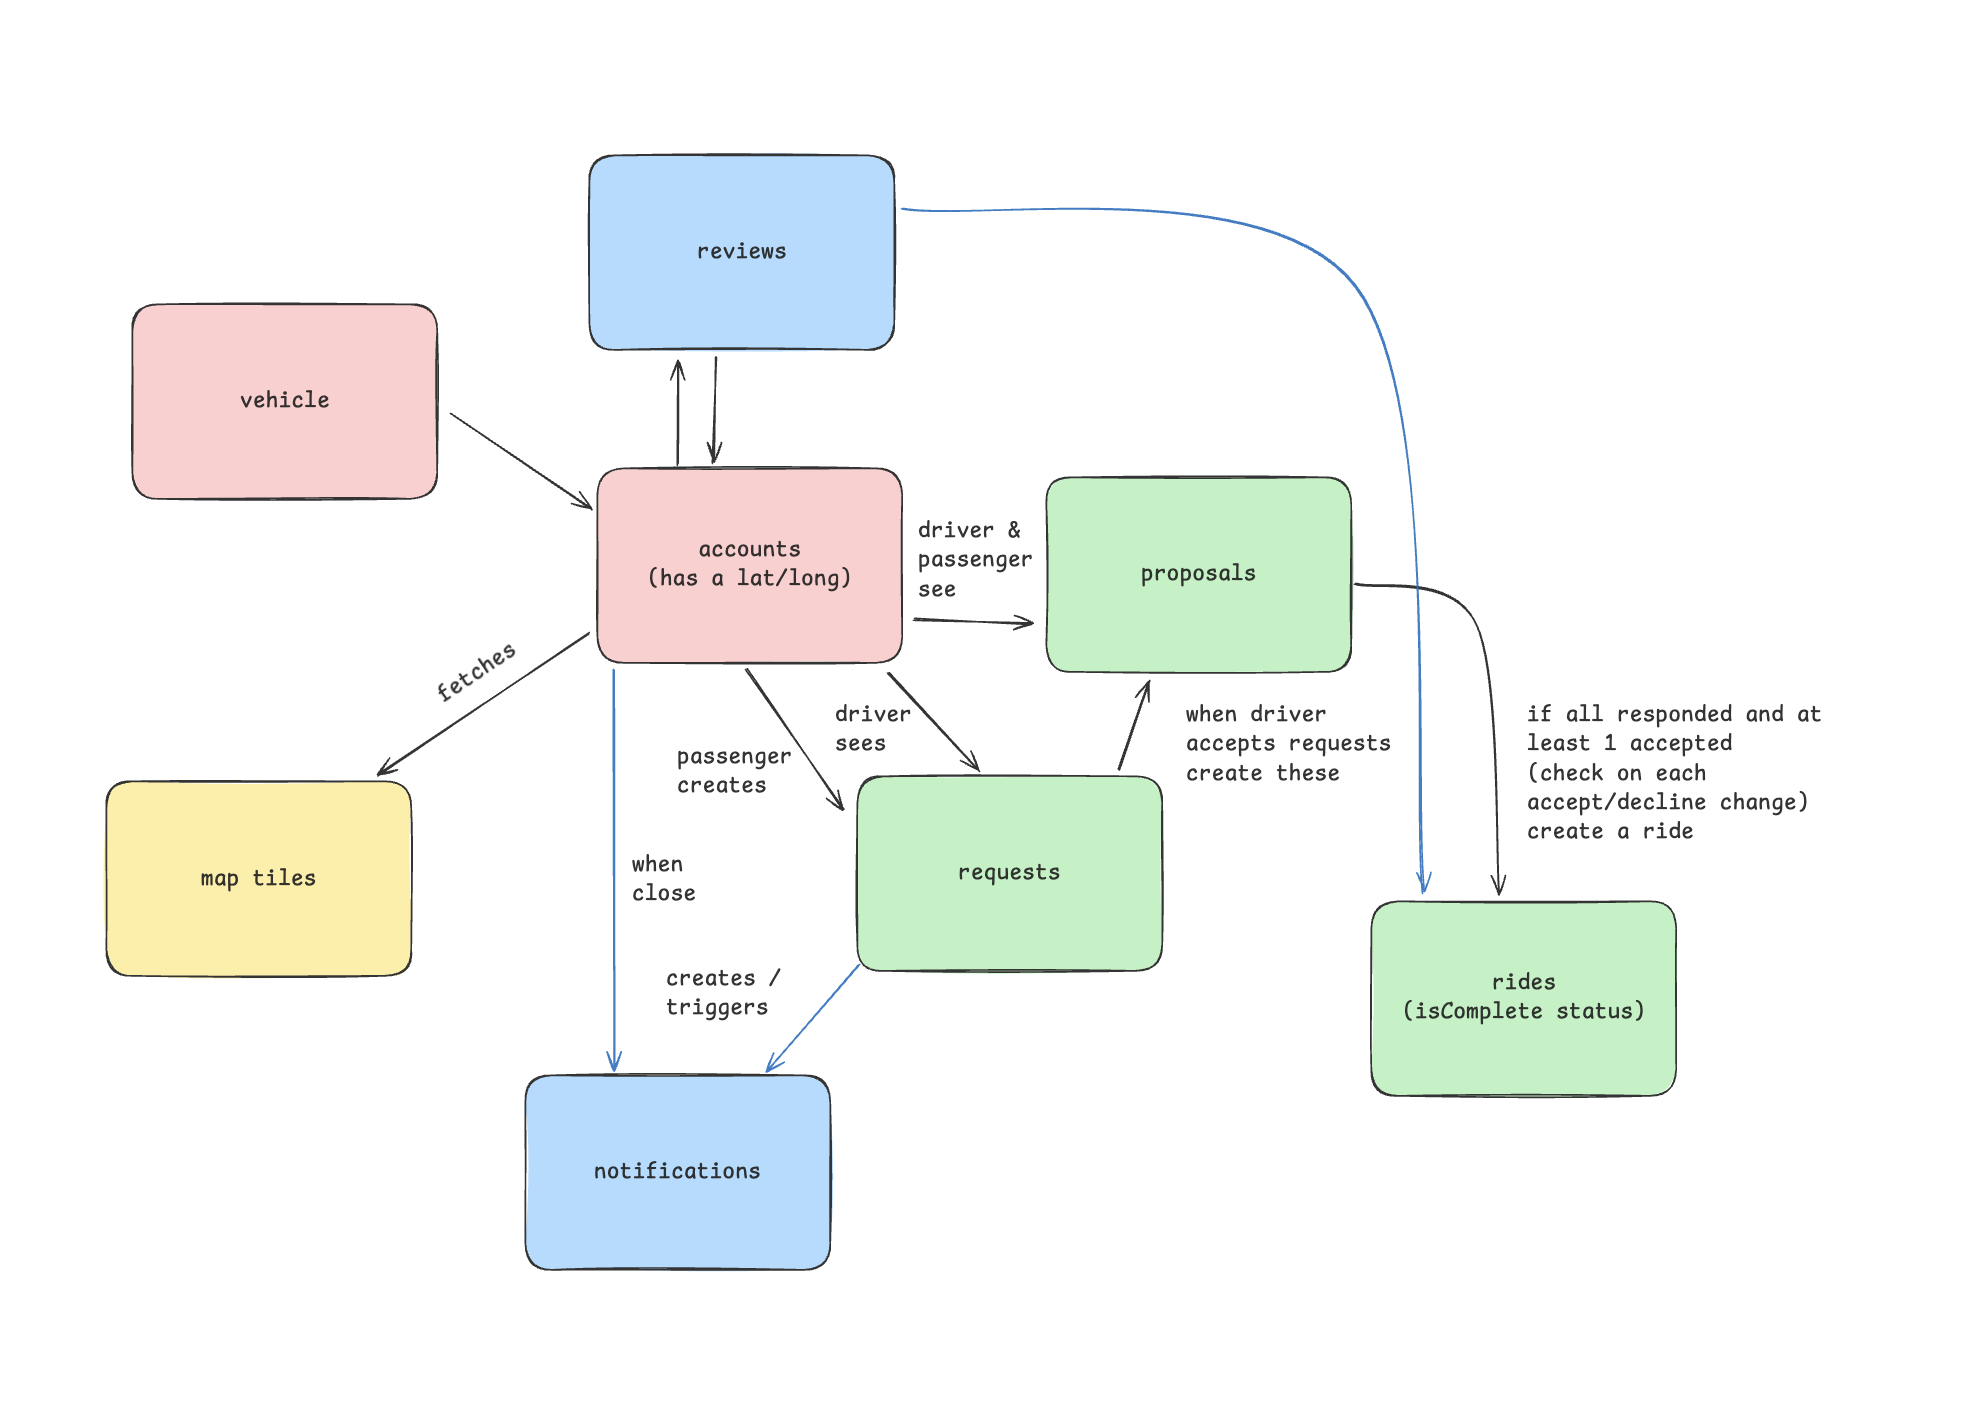 reviews
vehicle
accounts
(has a lat/long)
driver &
passenger
see
proposals
fetches
driver
sees
passenger
creates
when driver
accepts requests
create these
if all responded and at
least 1 accepted
(check on each
accept/decline change)
create a ride
map tiles
when
close
requests
creates /
triggers
rides
(isComplete status)
notifications